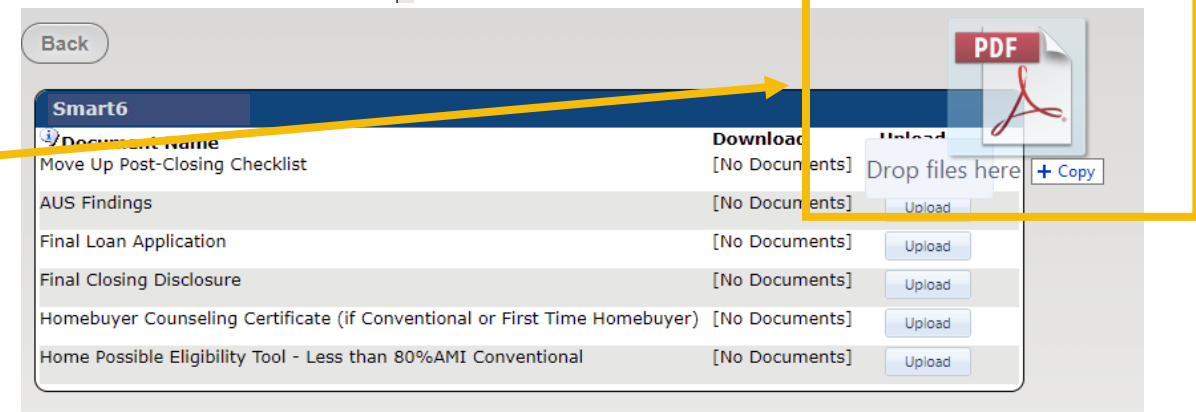 Back
PDF
Smart6
Document Name Download Upload
Move Up Post-Closing Checklist [No Documents] Drop files here + Copy
AUS Findings [No Documents] Upload
Final Loan Application [No Documents] Upload
Final Closing Disclosure [No Documents] Upload
Homebuyer Counseling Certificate (if Conventional or First Time Homebuyer) [No Documents] Upload
Home Possible Eligibility Tool - Less than 80%AMI Conventional [No Documents] Upload